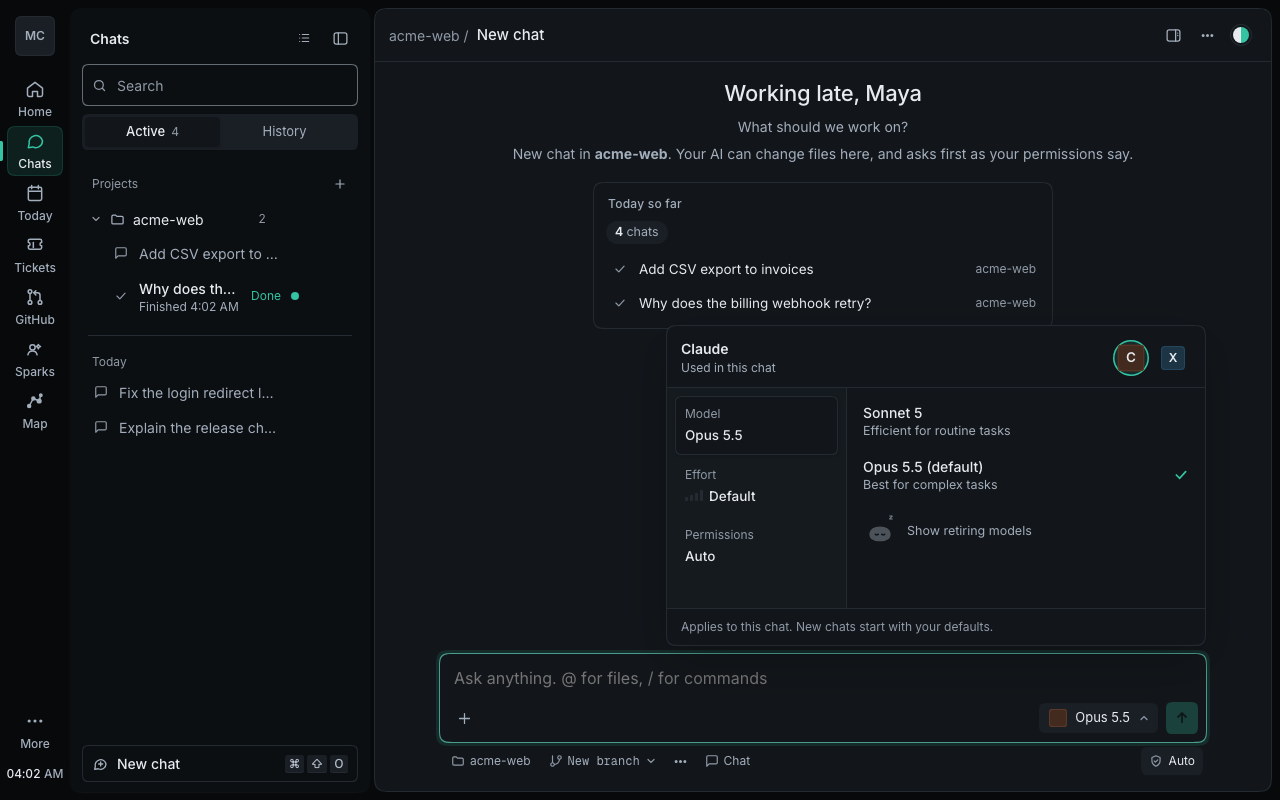 MC
Home
Chats
Today
Tickets
GitHub
Sparks
Map
More
04:02 AM
Chats
Search
Active 4
History
Projects
acme-web 2
Add CSV export to ...
Why does th...
Finished 4:02 AM
Done
Today
Fix the login redirect l...
Explain the release ch...
New chat
⌘ ⇧ O
acme-web / New chat
Working late, Maya
What should we work on?
New chat in acme-web. Your AI can change files here, and asks first as your permissions say.
Today so far
4 chats
Add CSV export to invoices acme-web
Why does the billing webhook retry? acme-web
Claude
Used in this chat
C
X
Model
Opus 5.5
Effort
Default
Permissions
Auto
Sonnet 5
Efficient for routine tasks
Opus 5.5 (default)
Best for complex tasks
z
Show retiring models
Applies to this chat. New chats start with your defaults.
Ask anything. @ for files, / for commands
Opus 5.5
acme-web
New branch
Chat
Auto